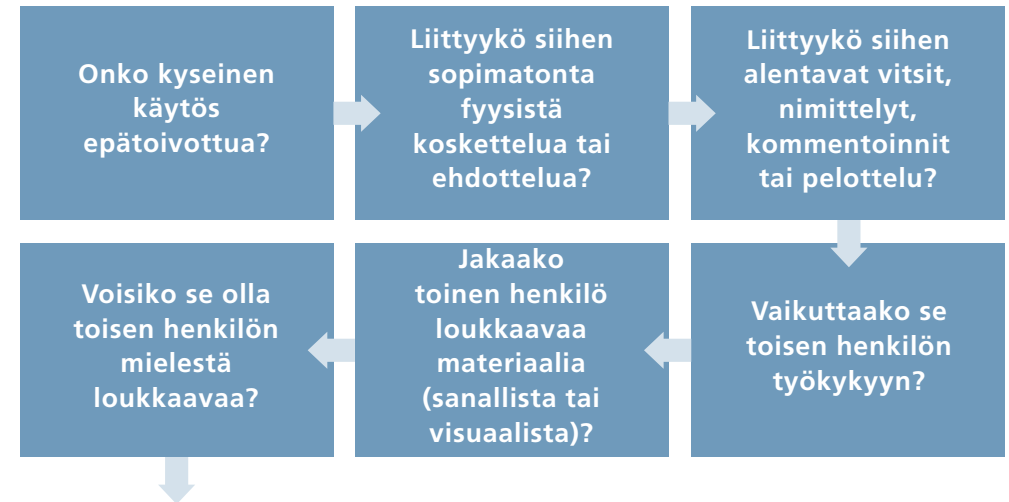 Onko kyseinen
käytös
epätoivottua?
Liittyykö siihen
sopimatonta
fyysistä
koskettelua tai
ehdottelua?
Liittyykö siihen
alentavat vitsit,
nimittelyt,
kommentoinnit
tai pelottelu?
Vaikuttaako se
toisen henkilön
työkykyyn?
Jakaako
toinen henkilö
loukkaavaa
materiaalia
(sanallista tai
visuaalista)?
Voisiko se olla
toisen henkilön
mielestä
loukkaavaa?